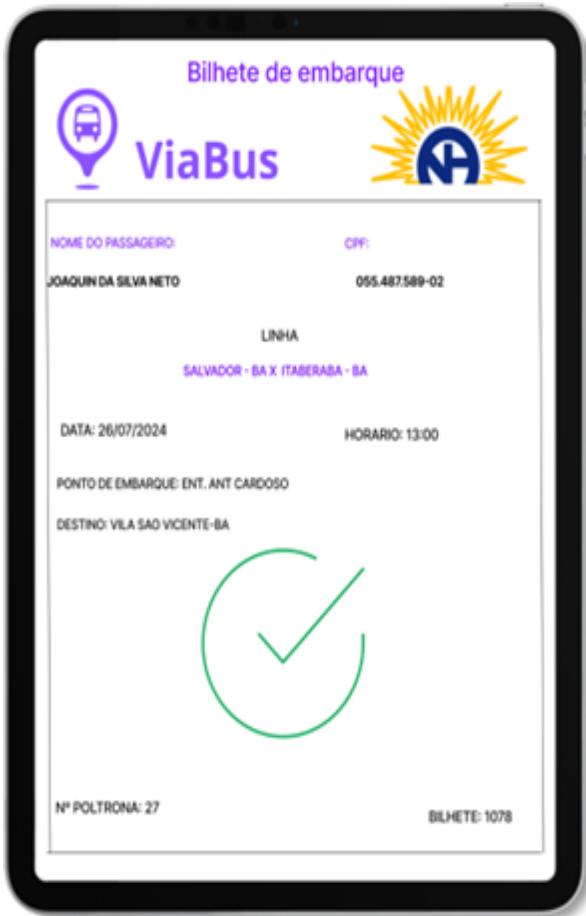 Bilhete de embarque
ViaBus
NH
NOME DO PASSAGEIRO: CPF:
JOAQUIN DA SILVA NETO 055.487.589-02
LINHA
SALVADOR - BA X ITABERABA - BA
DATA: 26/07/2024 HORARIO: 13:00
PONTO DE EMBARQUE: ENT. ANT CARDOSO
DESTINO: VILA SAO VICENTE-BA
Nº POLTRONA: 27 BILHETE: 1078